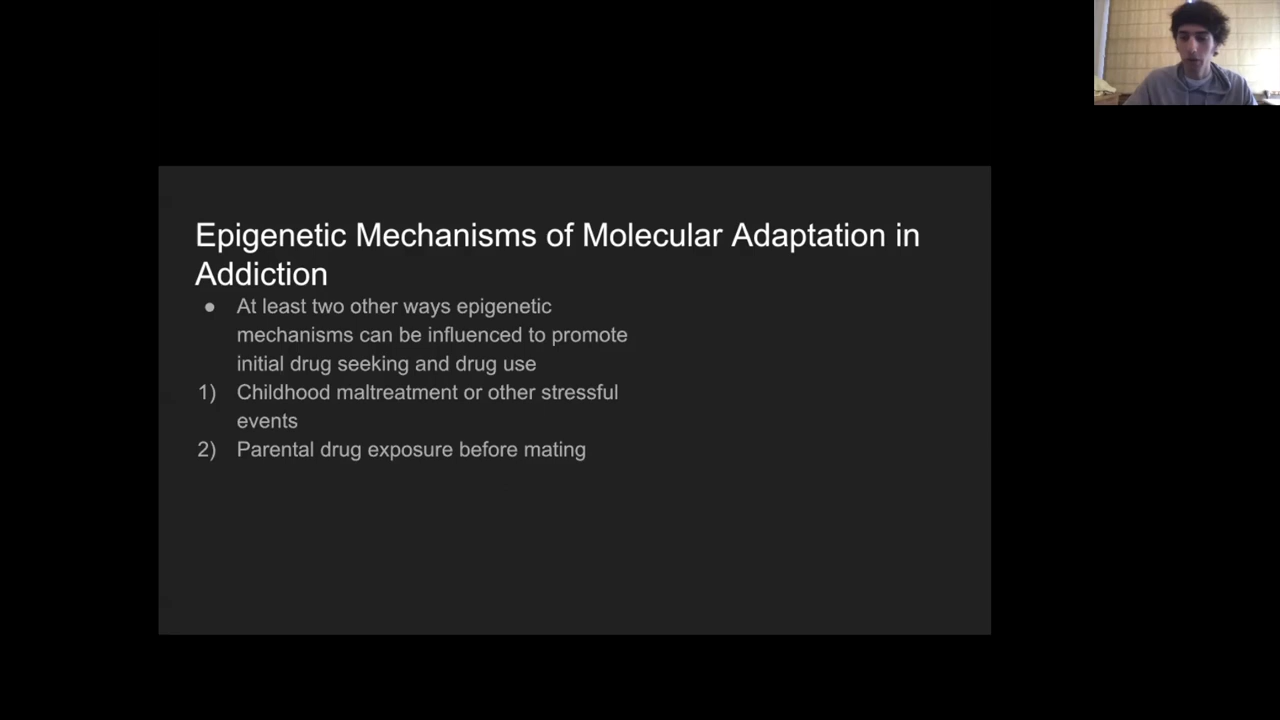 Epigenetic Mechanisms of Molecular Adaptation in
Addiction
● At least two other ways epigenetic
mechanisms can be influenced to promote
initial drug seeking and drug use
1) Childhood maltreatment or other stressful
events
2) Parental drug exposure before mating